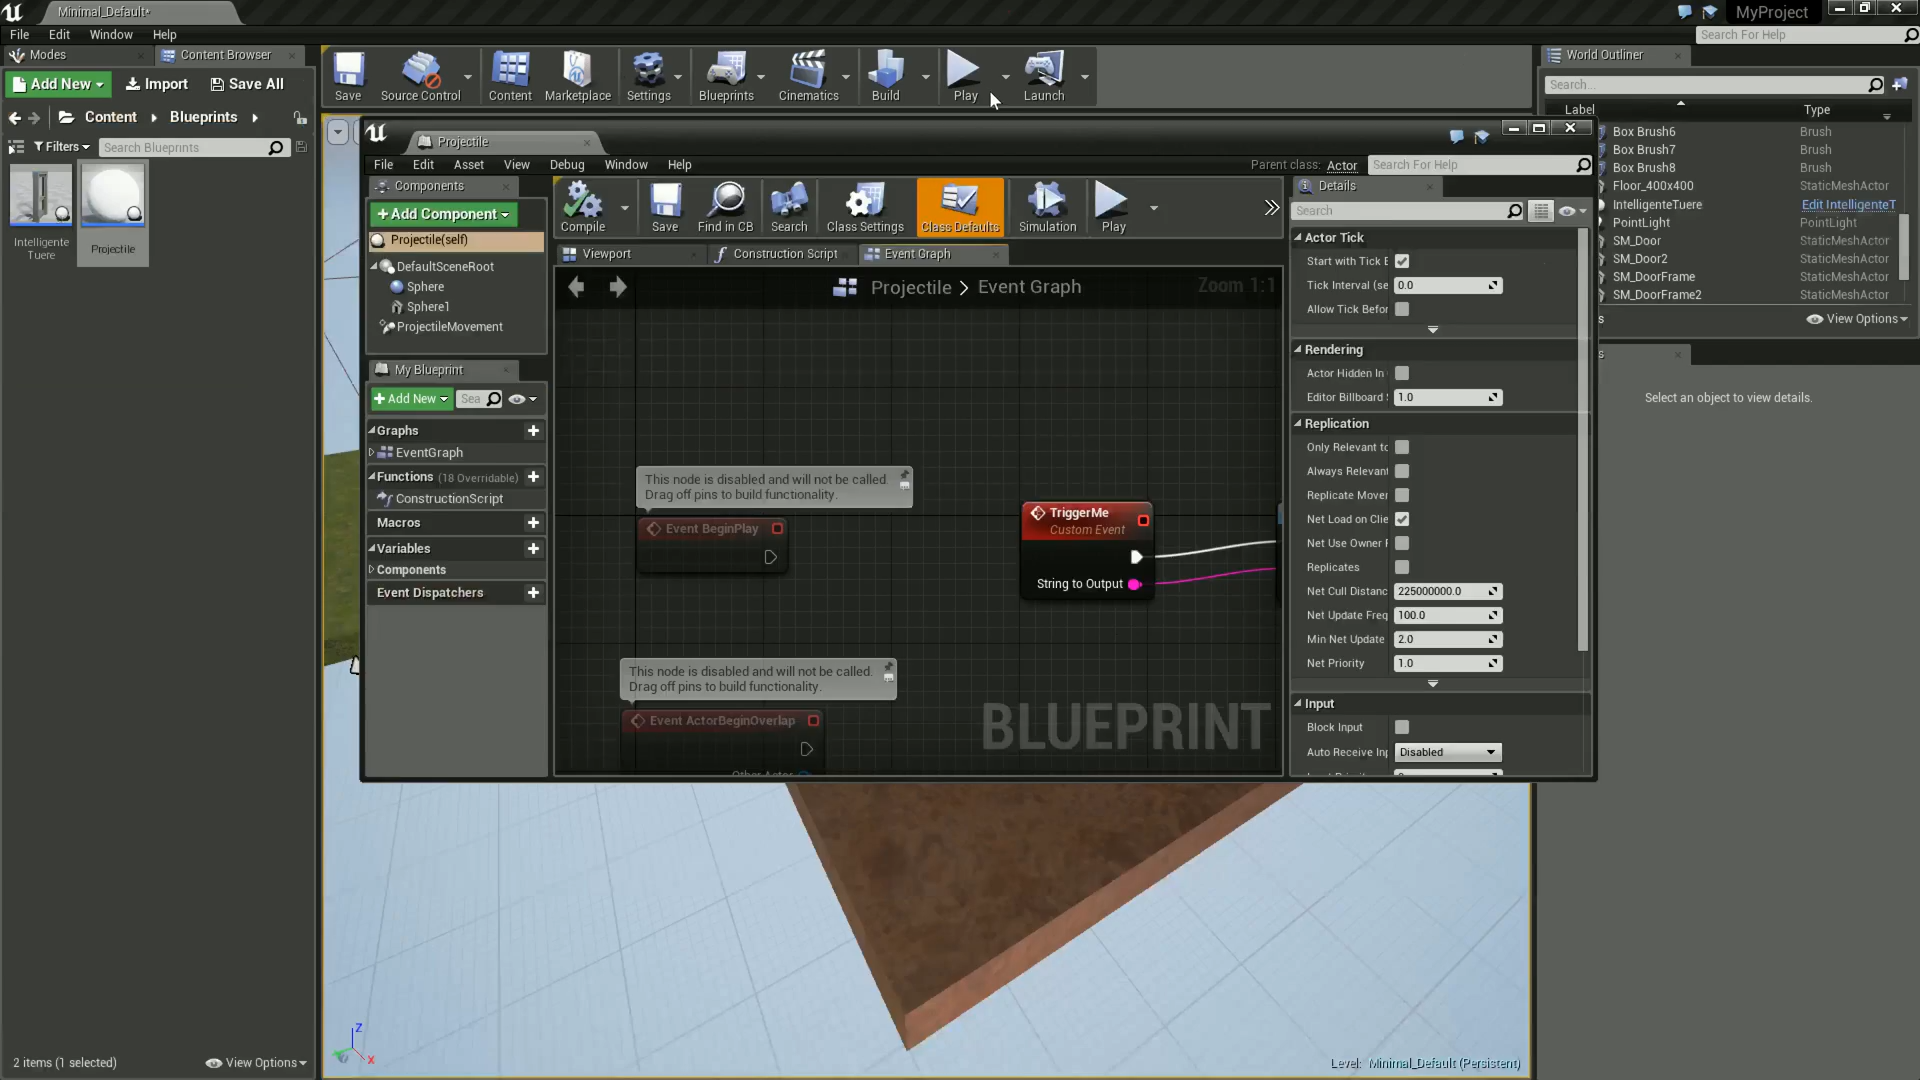 Minimal_Default*
MyProject
File Edit Window Help
Search For Help
Modes
Content Browser
Add New
Import
Save All
Content Blueprints
Filters
Search Blueprints
Intelligente
Tuere
Projectile
2 items (1 selected)
View Options
Save
Source Control
Content
Marketplace
Settings
Blueprints
Cinematics
Build
Play
Launch
Projectile
File Edit Asset View Debug Window Help
Parent class: Actor
Search For Help
Components
Add Component
Projectile(self)
DefaultSceneRoot
Sphere
Sphere1
ProjectileMovement
My Blueprint
Add New
Sea
Graphs
EventGraph
Functions (18 Overridable)
ConstructionScript
Macros
Variables
Components
Event Dispatchers
Compile
Save
Find in CB
Search
Class Settings
Class Defaults
Simulation
Play
Viewport
Construction Script
Event Graph
Projectile > Event Graph
Zoom 1:1
This node is disabled and will not be called.
Drag off pins to build functionality.
Event BeginPlay
TriggerMe
Custom Event
String to Output
This node is disabled and will not be called.
Drag off pins to build functionality.
Event ActorBeginOverlap
Other Actor
BLUEPRINT
Details
Search
Actor Tick
Start with Tick E
Tick Interval (se 0.0
Allow Tick Befor
Rendering
Actor Hidden In
Editor Billboard 1.0
Replication
Only Relevant to
Always Relevant
Replicate Mover
Net Load on Clie
Net Use Owner
Replicates
Net Cull Distanc 225000000.0
Net Update Freq 100.0
Min Net Update 2.0
Net Priority 1.0
Input
Block Input
Auto Receive Inp Disabled
World Outliner
Search...
Label Type
Box Brush6 Brush
Box Brush7 Brush
Box Brush8 Brush
Floor_400x400 StaticMeshActor
IntelligenteTuere Edit IntelligenteT
PointLight PointLight
SM_Door StaticMeshActor
SM_Door2 StaticMeshActor
SM_DoorFrame StaticMeshActor
SM_DoorFrame2 StaticMeshActor
View Options
Select an object to view details.
Z
X
Level: Minimal_Default (Persistent)